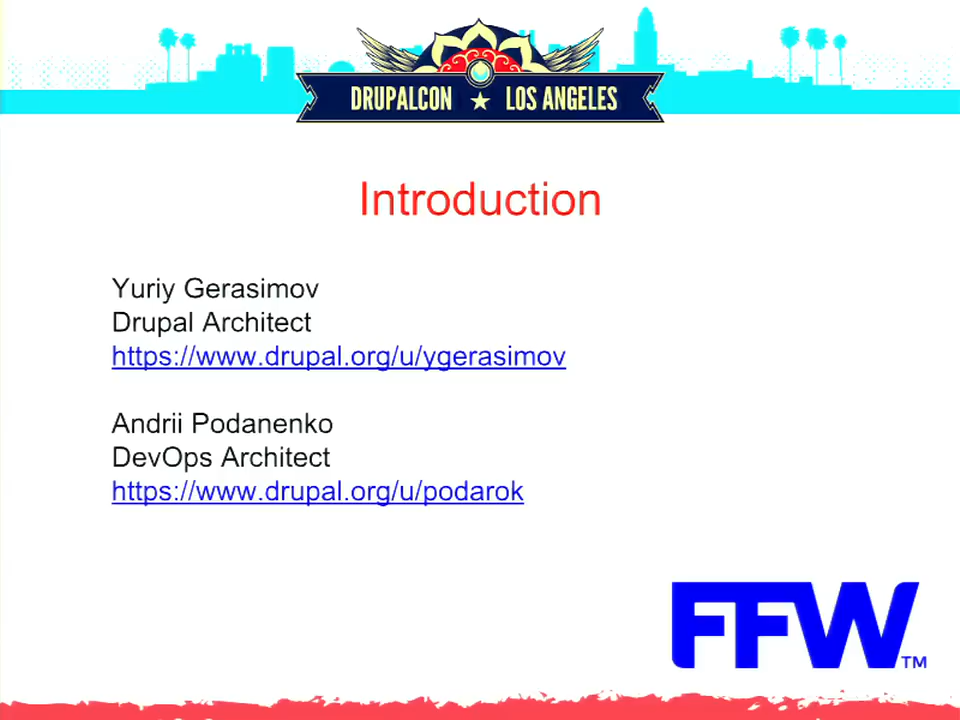 DRUPALCON ★ LOS ANGELES
Introduction
Yuriy Gerasimov
Drupal Architect
https://www.drupal.org/u/ygerasimov
Andrii Podanenko
DevOps Architect
https://www.drupal.org/u/podarok
FFW™